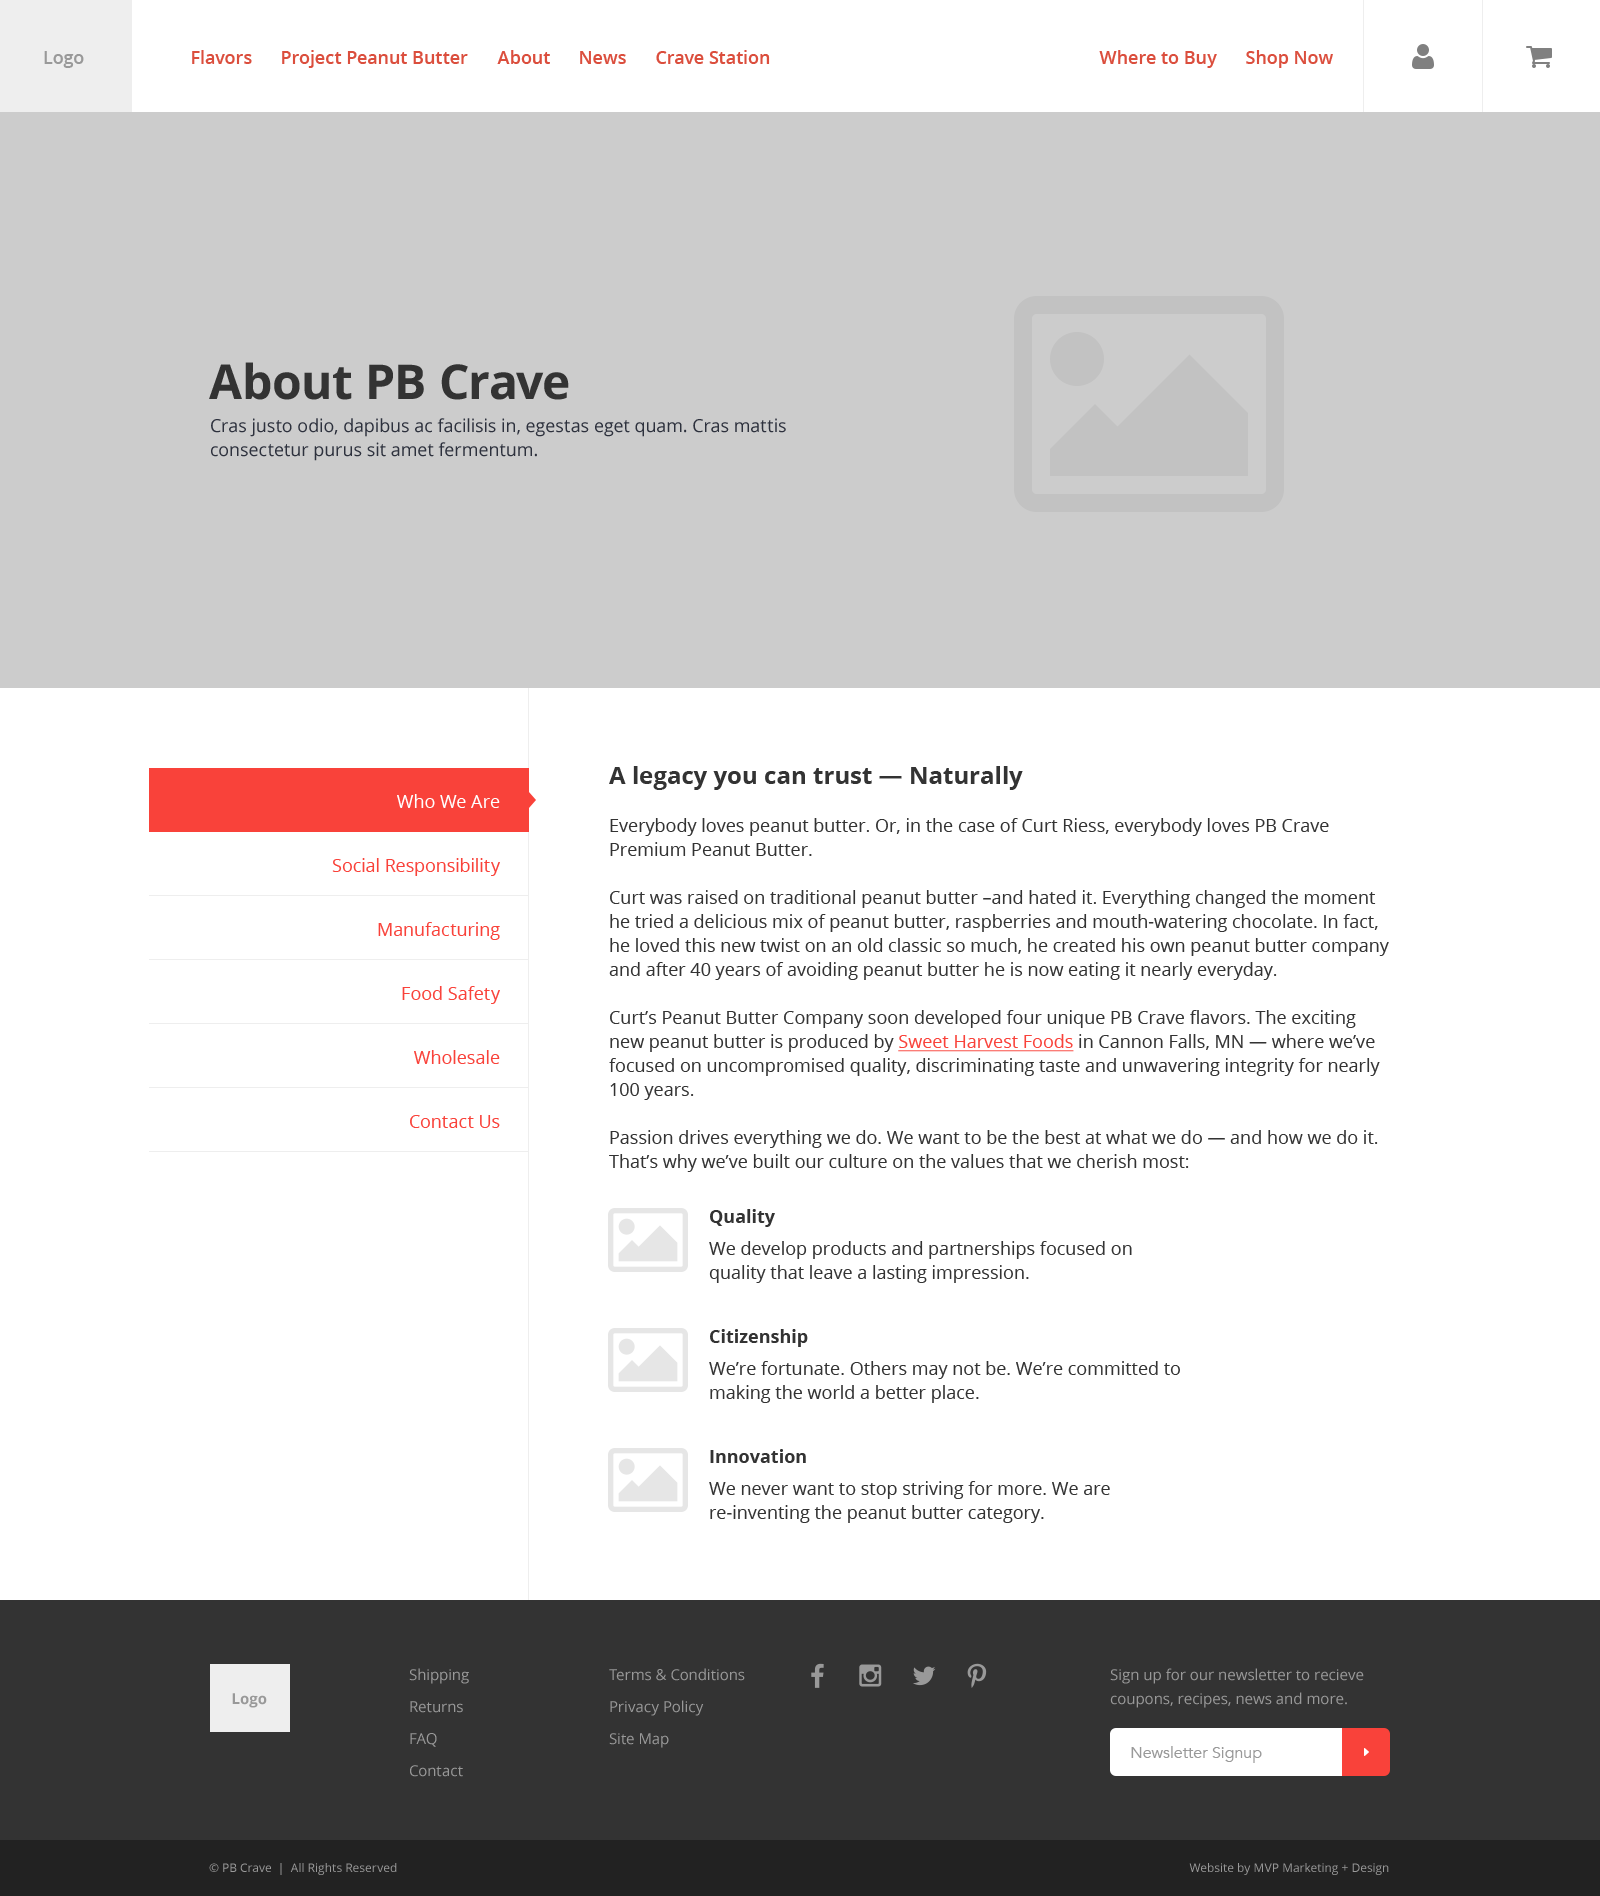 Logo
Flavors Project Peanut Butter About News Crave Station Where to Buy Shop Now
About PB Crave
Cras justo odio, dapibus ac facilisis in, egestas eget quam. Cras mattis
consectetur purus sit amet fermentum.
Who We Are
Social Responsibility
Manufacturing
Food Safety
Wholesale
Contact Us
A legacy you can trust — Naturally
Everybody loves peanut butter. Or, in the case of Curt Riess, everybody loves PB Crave
Premium Peanut Butter.
Curt was raised on traditional peanut butter –and hated it. Everything changed the moment
he tried a delicious mix of peanut butter, raspberries and mouth-watering chocolate. In fact,
he loved this new twist on an old classic so much, he created his own peanut butter company
and after 40 years of avoiding peanut butter he is now eating it nearly everyday.
Curt’s Peanut Butter Company soon developed four unique PB Crave flavors. The exciting
new peanut butter is produced by Sweet Harvest Foods in Cannon Falls, MN — where we’ve
focused on uncompromised quality, discriminating taste and unwavering integrity for nearly
100 years.
Passion drives everything we do. We want to be the best at what we do — and how we do it.
That’s why we’ve built our culture on the values that we cherish most:
Quality
We develop products and partnerships focused on
quality that leave a lasting impression.
Citizenship
We’re fortunate. Others may not be. We’re committed to
making the world a better place.
Innovation
We never want to stop striving for more. We are
re-inventing the peanut butter category.
Logo
Shipping
Returns
FAQ
Contact
Terms & Conditions
Privacy Policy
Site Map
Sign up for our newsletter to recieve
coupons, recipes, news and more.
Newsletter Signup
© PB Crave | All Rights Reserved
Website by MVP Marketing + Design